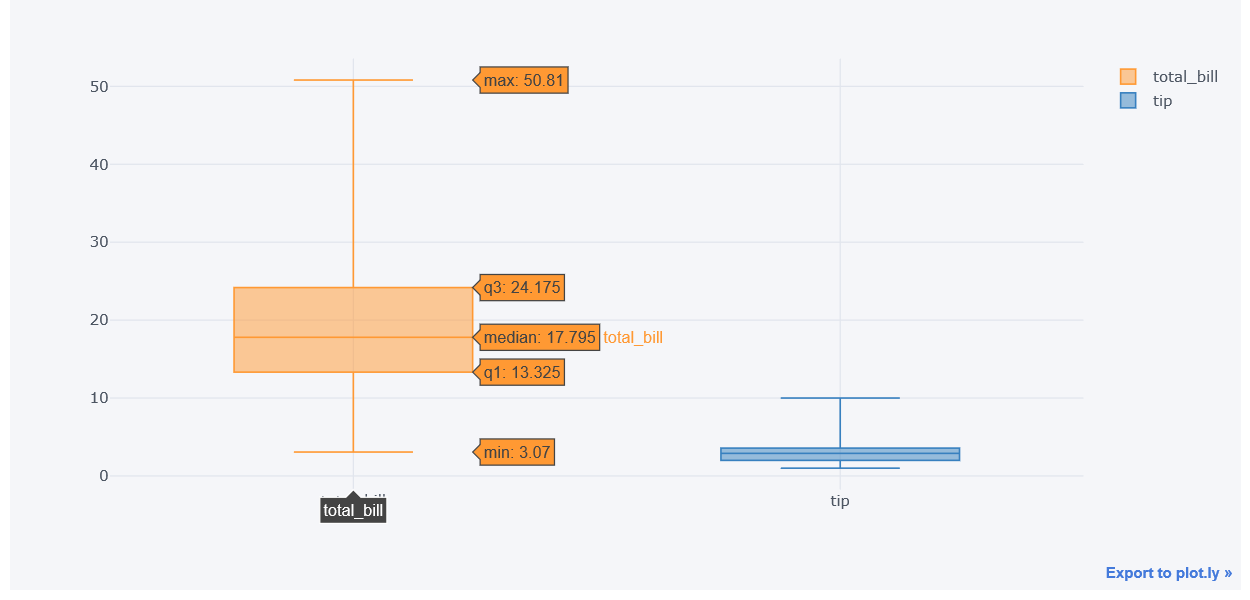 50
40
30
20
10
0
max: 50.81
q3: 24.175
median: 17.795 total_bill
q1: 13.325
min: 3.07
total_bill
tip
total_bill
tip
Export to plot.ly »